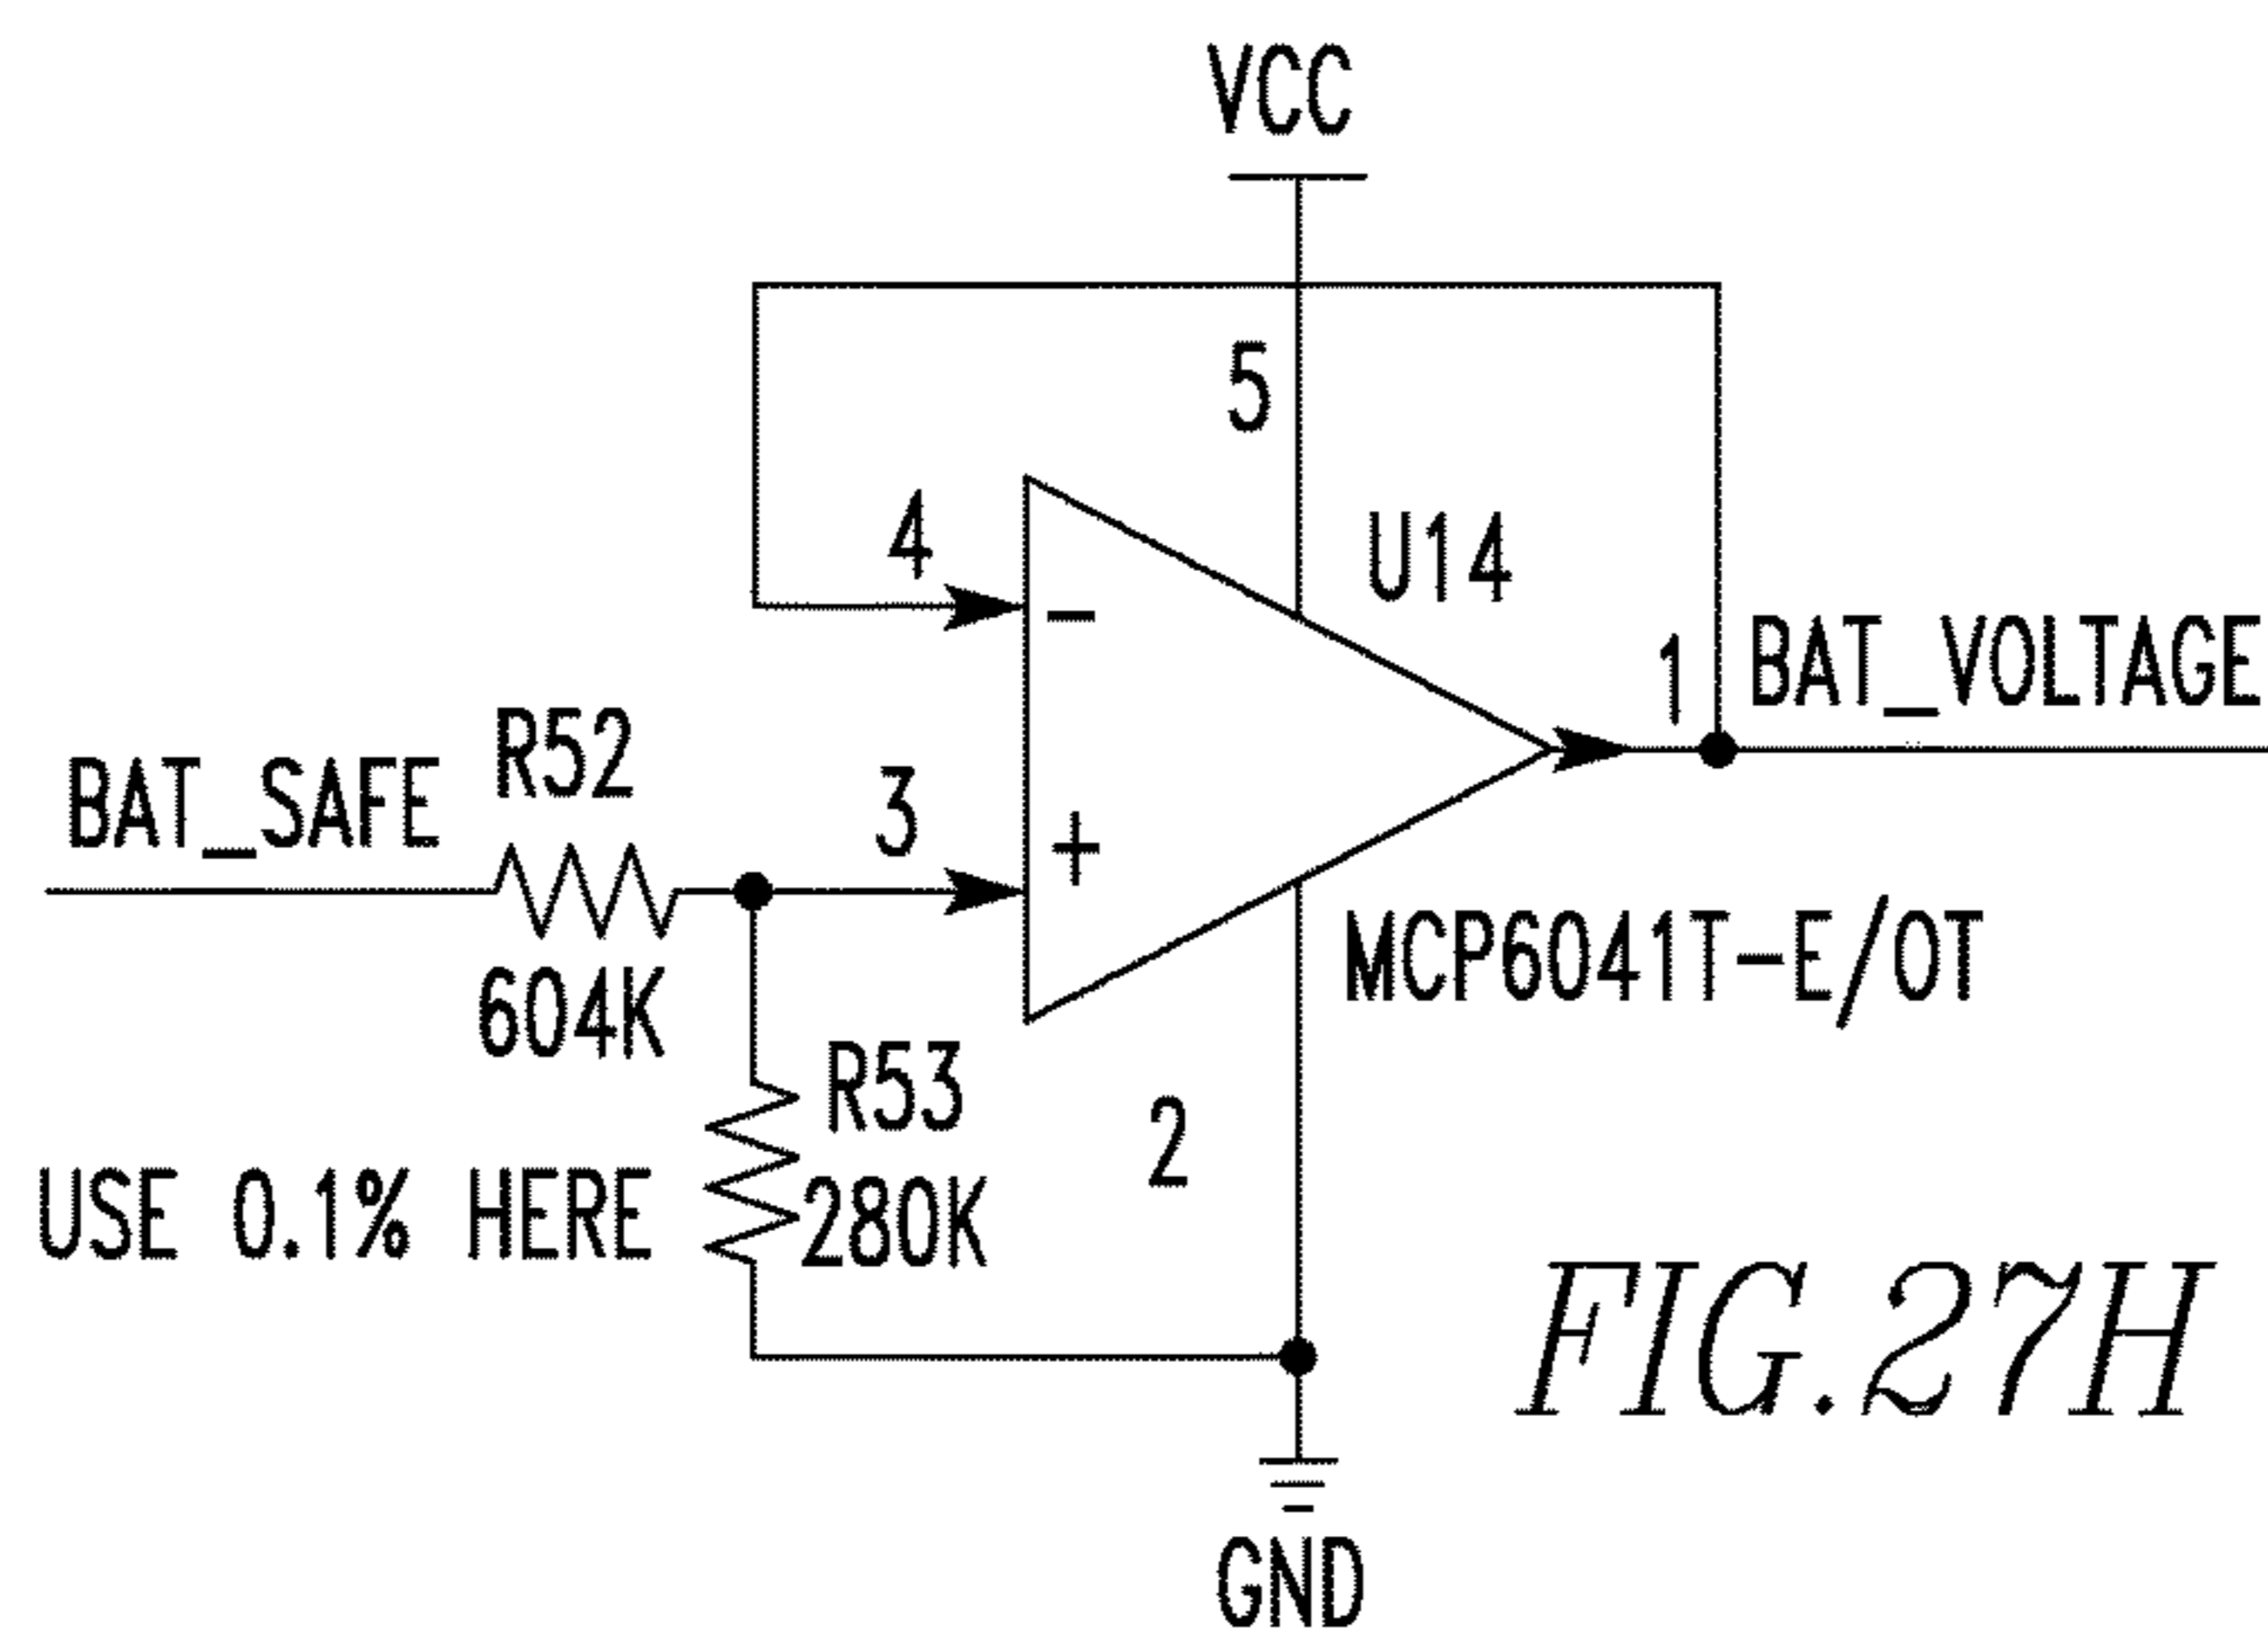 VCC
5
4
U14
-
1
BAT_VOLTAGE
R52
BAT_SAFE
3
+
604K
MCP6041T-E/OT
R53
2
USE 0.1% HERE
280K
FIG.27H
GND